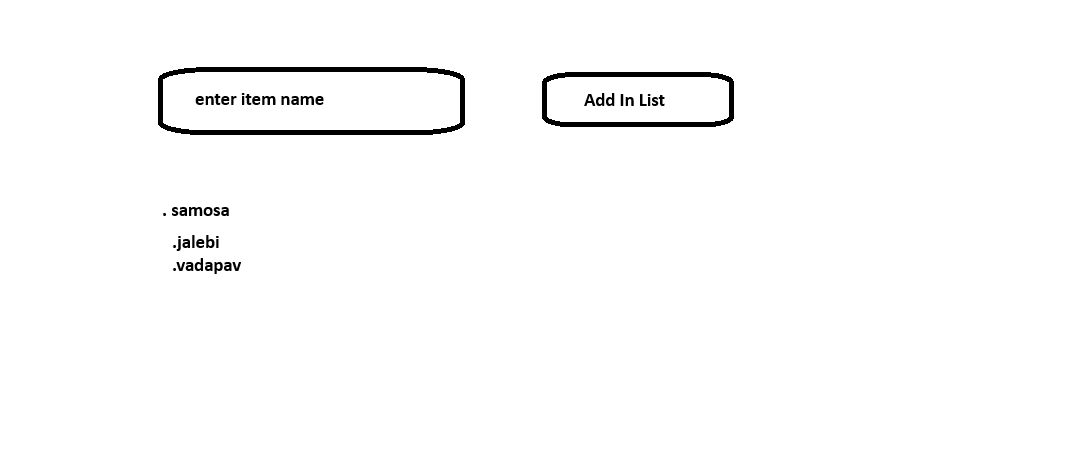 enter item name
Add In List
. samosa
.jalebi
.vadapav